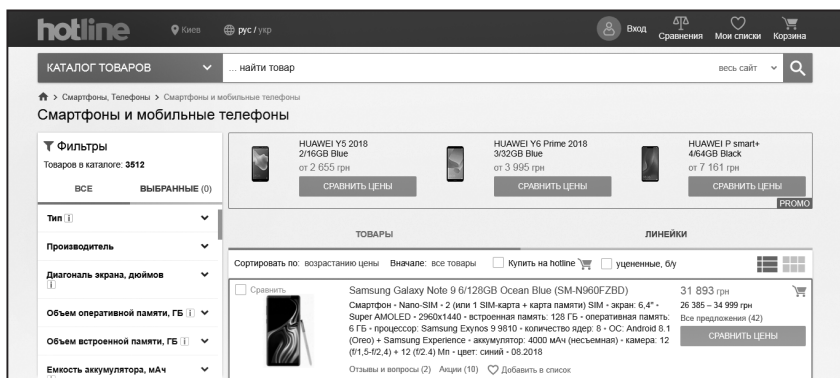 hotline
Киев
рус / укр
Вход
Сравнения
Мои списки
Корзина
КАТАЛОГ ТОВАРОВ
... найти товар
весь сайт
> Смартфоны, Телефоны > Смартфоны и мобильные телефоны
Смартфоны и мобильные телефоны
Фильтры
Товаров в каталоге: 3512
ВСЕ
ВЫБРАННЫЕ (0)
Тип i
Производитель
Диагональ экрана, дюймов
i
Объем оперативной памяти, ГБ i
Объем встроенной памяти, ГБ i
Емкость аккумулятора, мАч
HUAWEI Y5 2018
2/16GB Blue
от 2 655 грн
СРАВНИТЬ ЦЕНЫ
HUAWEI Y6 Prime 2018
3/32GB Blue
от 3 995 грн
СРАВНИТЬ ЦЕНЫ
HUAWEI P smart+
4/64GB Black
от 7 161 грн
СРАВНИТЬ ЦЕНЫ
PROMO
ТОВАРЫ
ЛИНЕЙКИ
Сортировать по: возрастанию цены Вначале: все товары Купить на hotline уцененные, б/у
Сравнить
Samsung Galaxy Note 9 6/128GB Ocean Blue (SM-N960FZBD)
Смартфон • Nano-SIM • 2 (или 1 SIM-карта + карта памяти) SIM • экран: 6,4" •
Super AMOLED • 2960x1440 • встроенная память: 128 ГБ • оперативная память:
6 ГБ • процессор: Samsung Exynos 9 9810 • количество ядер: 8 • ОС: Android 8.1
(Oreo) + Samsung Experience • аккумулятор: 4000 мАч (несъемная) • камера: 12
(f/1,5-f/2,4) + 12 (f/2.4) Мп • цвет: синий • 08.2018
Отзывы и вопросы (2) Акции (10) Добавить в список
31 893 грн
26 385 – 34 999 грн
Все предложения (42)
СРАВНИТЬ ЦЕНЫ